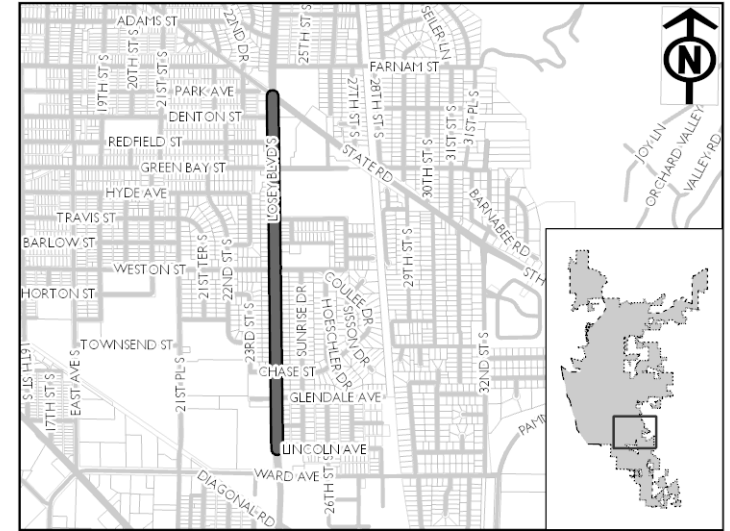 ADAMS ST
19TH ST S
20TH ST S
21ST ST S
22ND DR
25TH ST S
SEILER LN
FARNAM ST
PARK AVE
DENTON ST
27TH ST S
28TH ST S
31ST ST S
31ST PL S
N
REDFIELD ST
STATE RD
30TH ST S
GREEN BAY ST
LOSEY BLVD S
HYDE AVE
JOY LN
ORCHARD VALLEY
VALLEY RD
BARNABEE RD
TRAVIS ST
BARLOW ST
WESTON ST
21ST TER S
22ND ST S
29TH ST S
STH
HORTON ST
23RD ST S
SUNRISE DR
COULEE DR
SISSON DR
HOESCHLER DR
TOWNSEND ST
16TH ST S
17TH ST S
EAST AVE S
21ST PL S
CHASE ST
32ND ST S
GLENDALE AVE
LINCOLN AVE
WARD AVE
DIAGONAL RD
26TH ST S